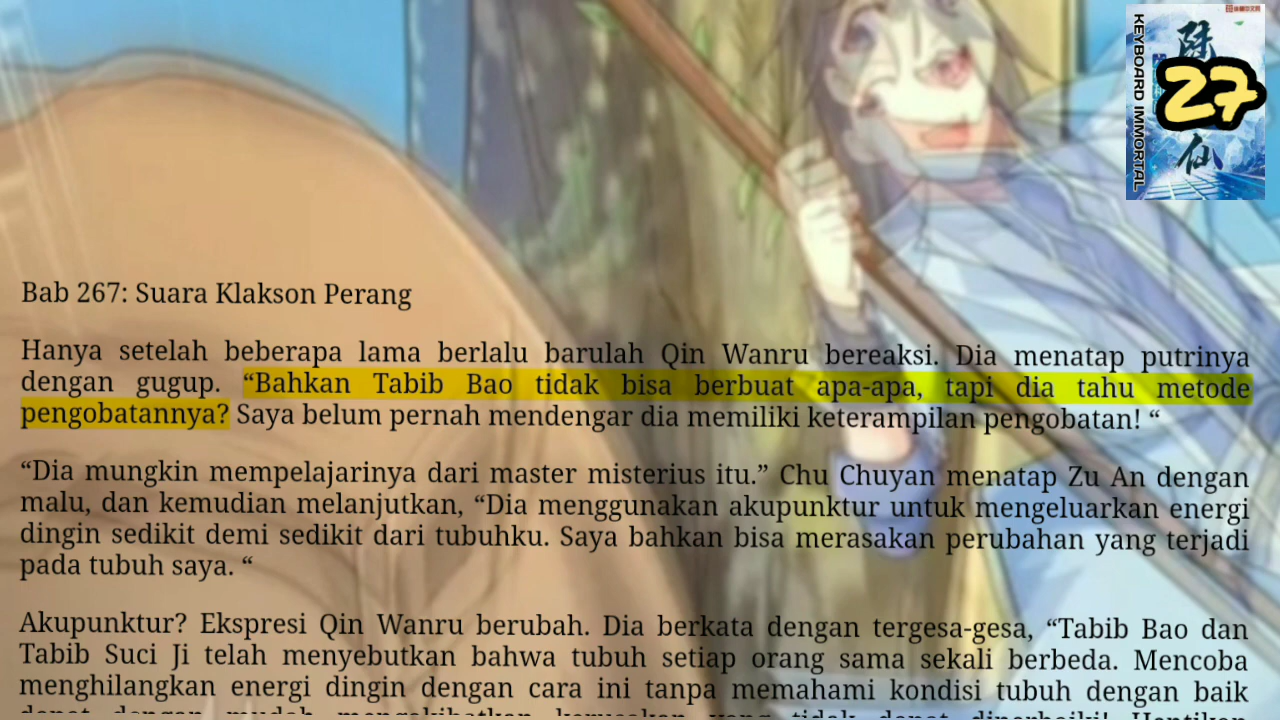 陆
27
仙
KEYBOARD IMMORTAL
Bab 267: Suara Klakson Perang
Hanya setelah beberapa lama berlalu barulah Qin Wanru bereaksi. Dia menatap putrinya
dengan gugup. “Bahkan Tabib Bao tidak bisa berbuat apa-apa, tapi dia tahu metode
pengobatannya? Saya belum pernah mendengar dia memiliki keterampilan pengobatan! “
“Dia mungkin mempelajarinya dari master misterius itu.” Chu Chuyan menatap Zu An dengan
malu, dan kemudian melanjutkan, “Dia menggunakan akupunktur untuk mengeluarkan energi
dingin sedikit demi sedikit dari tubuhku. Saya bahkan bisa merasakan perubahan yang terjadi
pada tubuh saya. “
Akupunktur? Ekspresi Qin Wanru berubah. Dia berkata dengan tergesa-gesa, “Tabib Bao dan
Tabib Suci Ji telah menyebutkan bahwa tubuh setiap orang sama sekali berbeda. Mencoba
menghilangkan energi dingin dengan cara ini tanpa memahami kondisi tubuh dengan baik